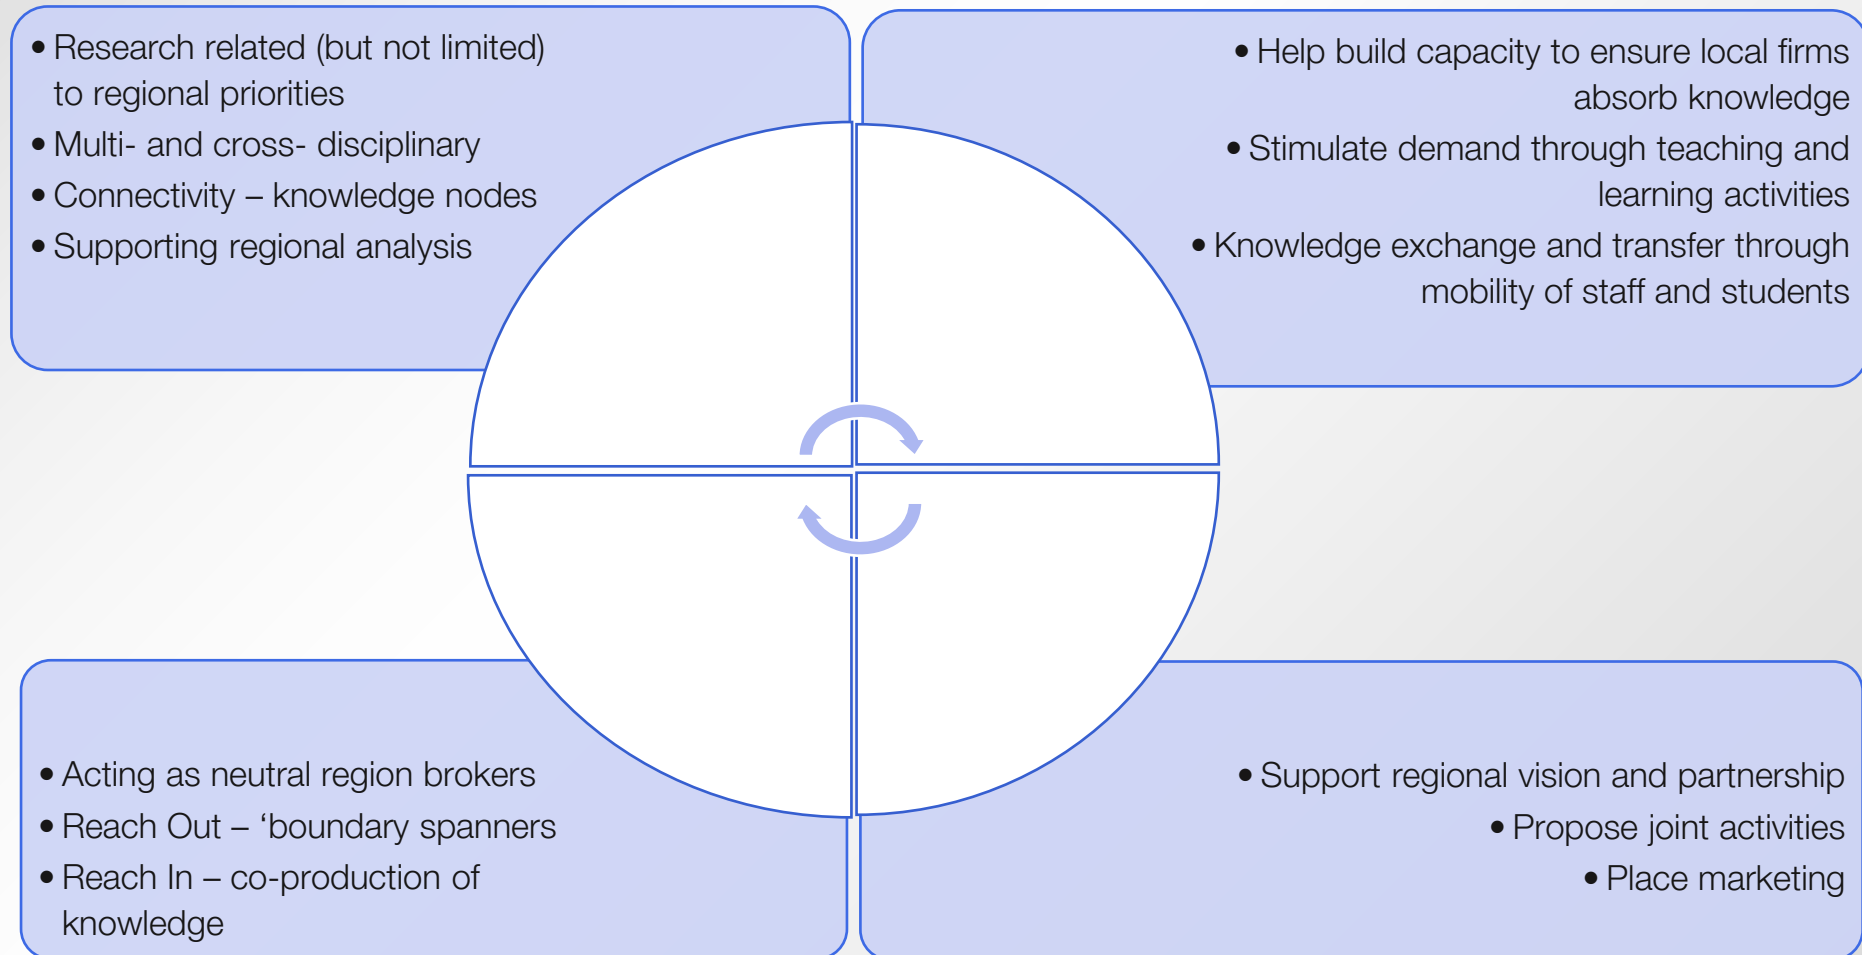 • Research related (but not limited)
to regional priorities
• Multi- and cross- disciplinary
• Connectivity – knowledge nodes
• Supporting regional analysis
• Help build capacity to ensure local firms
absorb knowledge
• Stimulate demand through teaching and
learning activities
• Knowledge exchange and transfer through
mobility of staff and students
• Acting as neutral region brokers
• Reach Out – ‘boundary spanners
• Reach In – co-production of
knowledge
• Support regional vision and partnership
• Propose joint activities
• Place marketing